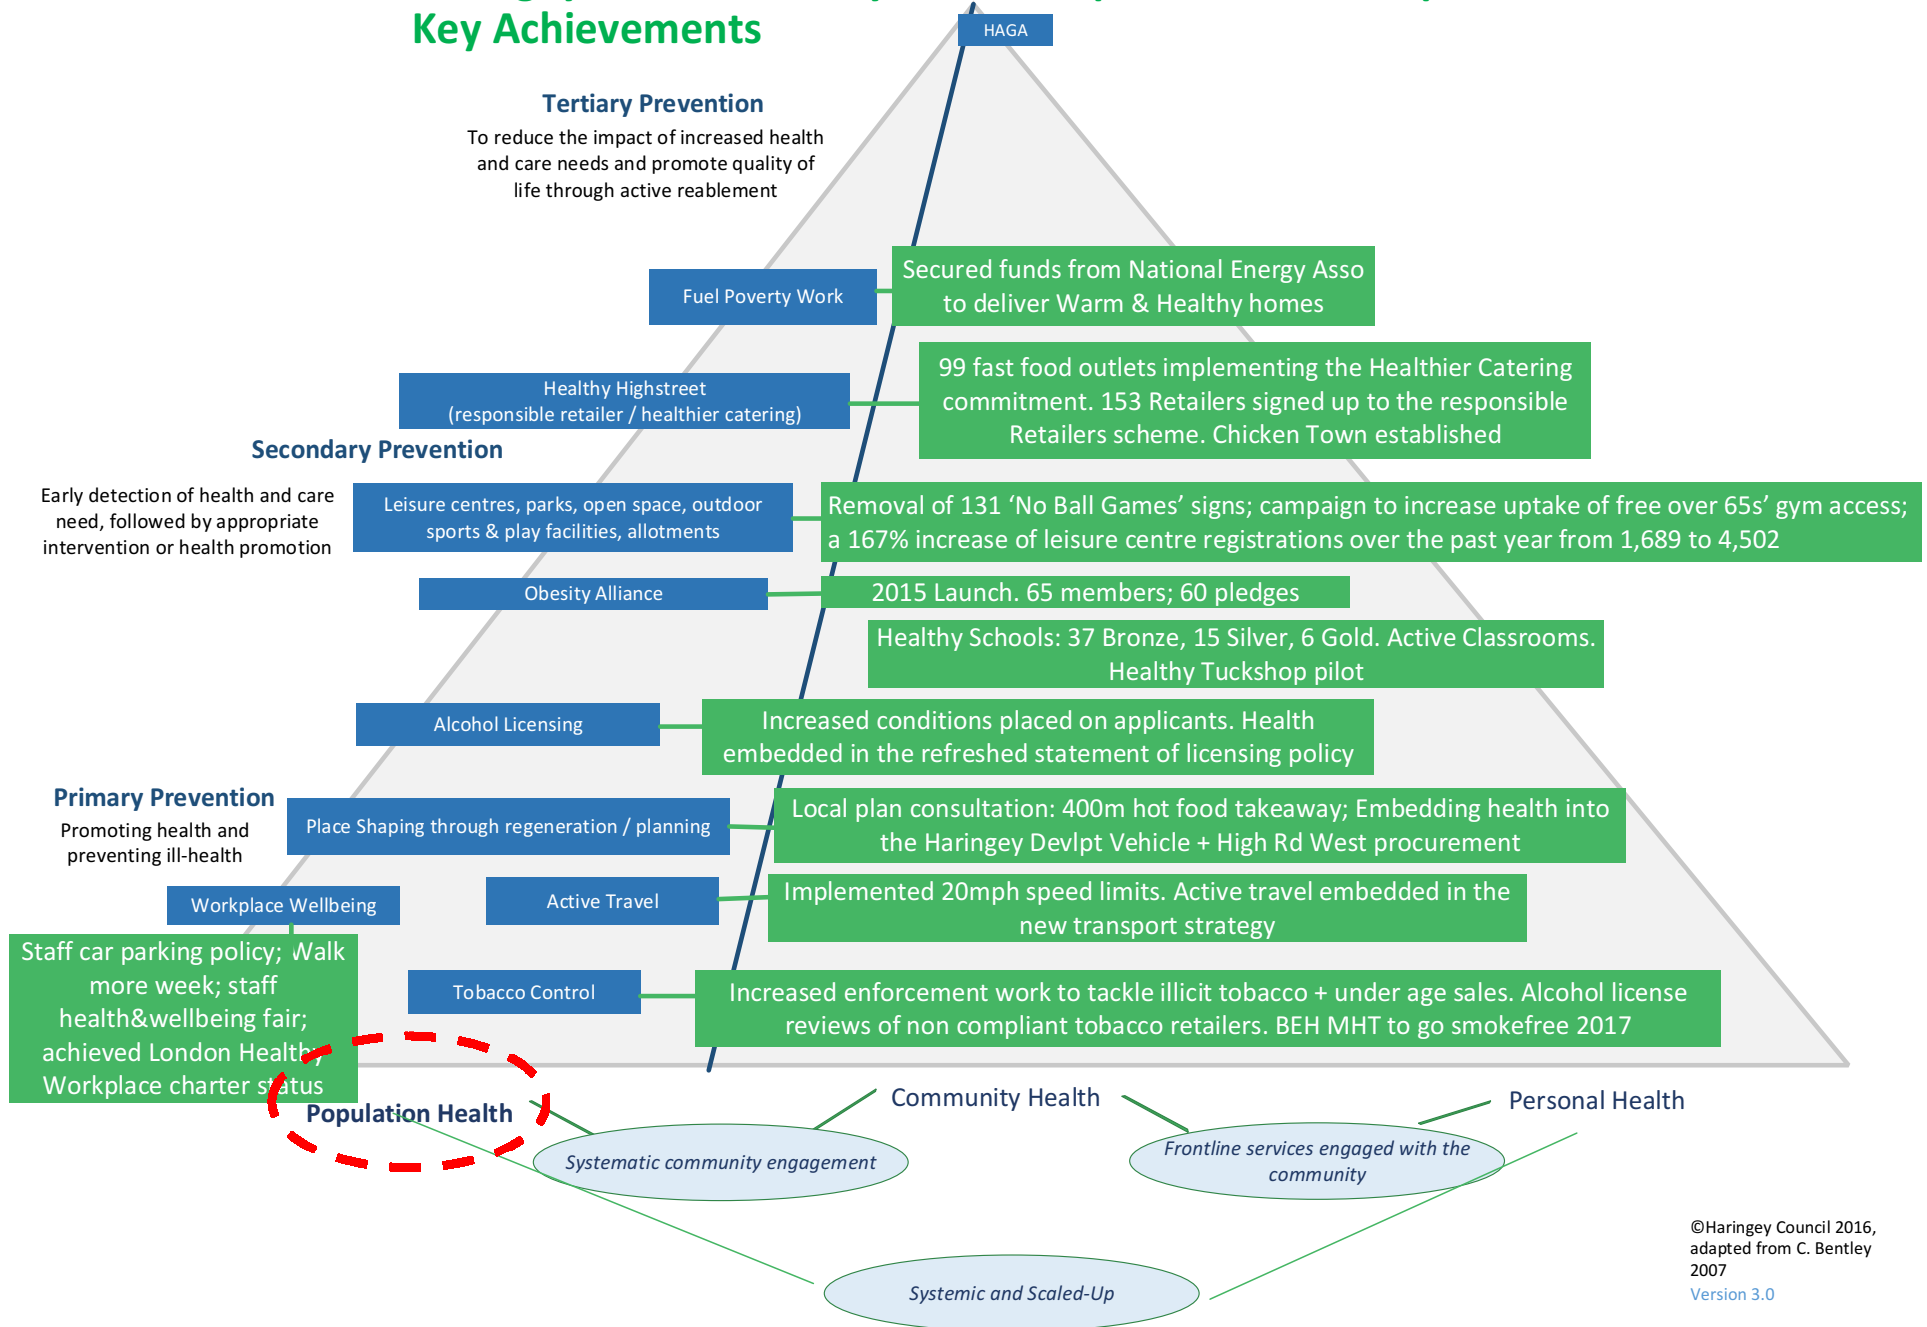 Key Achievements
HAGA
Tertiary Prevention
To reduce the impact of increased health
and care needs and promote quality of
life through active reablement
Fuel Poverty Work
Secured funds from National Energy Asso
to deliver Warm & Healthy homes
Healthy Highstreet
(responsible retailer / healthier catering)
99 fast food outlets implementing the Healthier Catering
commitment. 153 Retailers signed up to the responsible
Retailers scheme. Chicken Town established
Secondary Prevention
Early detection of health and care
need, followed by appropriate
intervention or health promotion
Leisure centres, parks, open space, outdoor
sports & play facilities, allotments
Removal of 131 ‘No Ball Games’ signs; campaign to increase uptake of free over 65s’ gym access;
a 167% increase of leisure centre registrations over the past year from 1,689 to 4,502
Obesity Alliance
2015 Launch. 65 members; 60 pledges
Healthy Schools: 37 Bronze, 15 Silver, 6 Gold. Active Classrooms.
Healthy Tuckshop pilot
Alcohol Licensing
Increased conditions placed on applicants. Health
embedded in the refreshed statement of licensing policy
Primary Prevention
Promoting health and
preventing ill-health
Place Shaping through regeneration / planning
Local plan consultation: 400m hot food takeaway; Embedding health into
the Haringey Devlpt Vehicle + High Rd West procurement
Workplace Wellbeing
Active Travel
Implemented 20mph speed limits. Active travel embedded in the
new transport strategy
Staff car parking policy; Walk
more week; staff
health&wellbeing fair;
achieved London Healthy
Workplace charter status
Tobacco Control
Increased enforcement work to tackle illicit tobacco + under age sales. Alcohol license
reviews of non compliant tobacco retailers. BEH MHT to go smokefree 2017
Population Health
Community Health
Personal Health
Systematic community engagement
Frontline services engaged with the
community
Systemic and Scaled-Up
©Haringey Council 2016,
adapted from C. Bentley
2007
Version 3.0